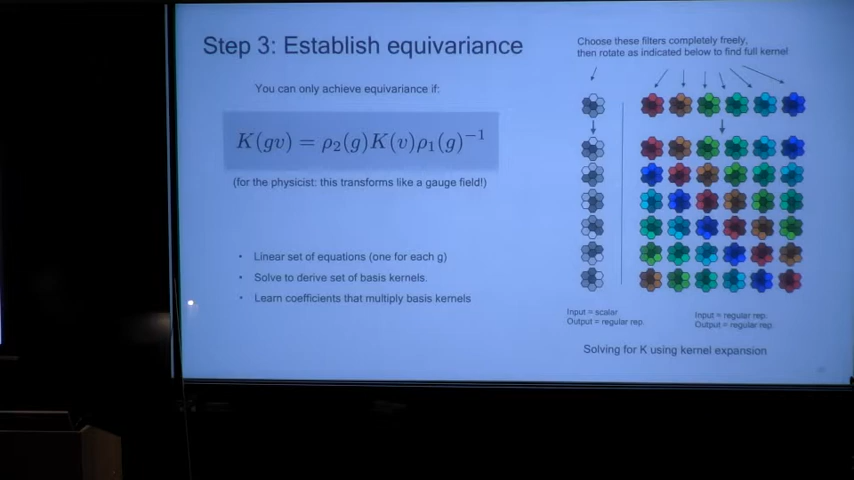 Step 3: Establish equivariance
You can only achieve equivariance if:
K(gv) = ρ₂(g)K(v)ρ₁(g)⁻¹
(for the physicist: this transforms like a gauge field!)
• Linear set of equations (one for each g)
• Solve to derive set of basis kernels.
• Learn coefficients that multiply basis kernels
Choose these filters completely freely,
then rotate as indicated below to find full kernel
Input = scalar
Output = regular rep.
Input = regular rep.
Output = regular rep.
Solving for K using kernel expansion